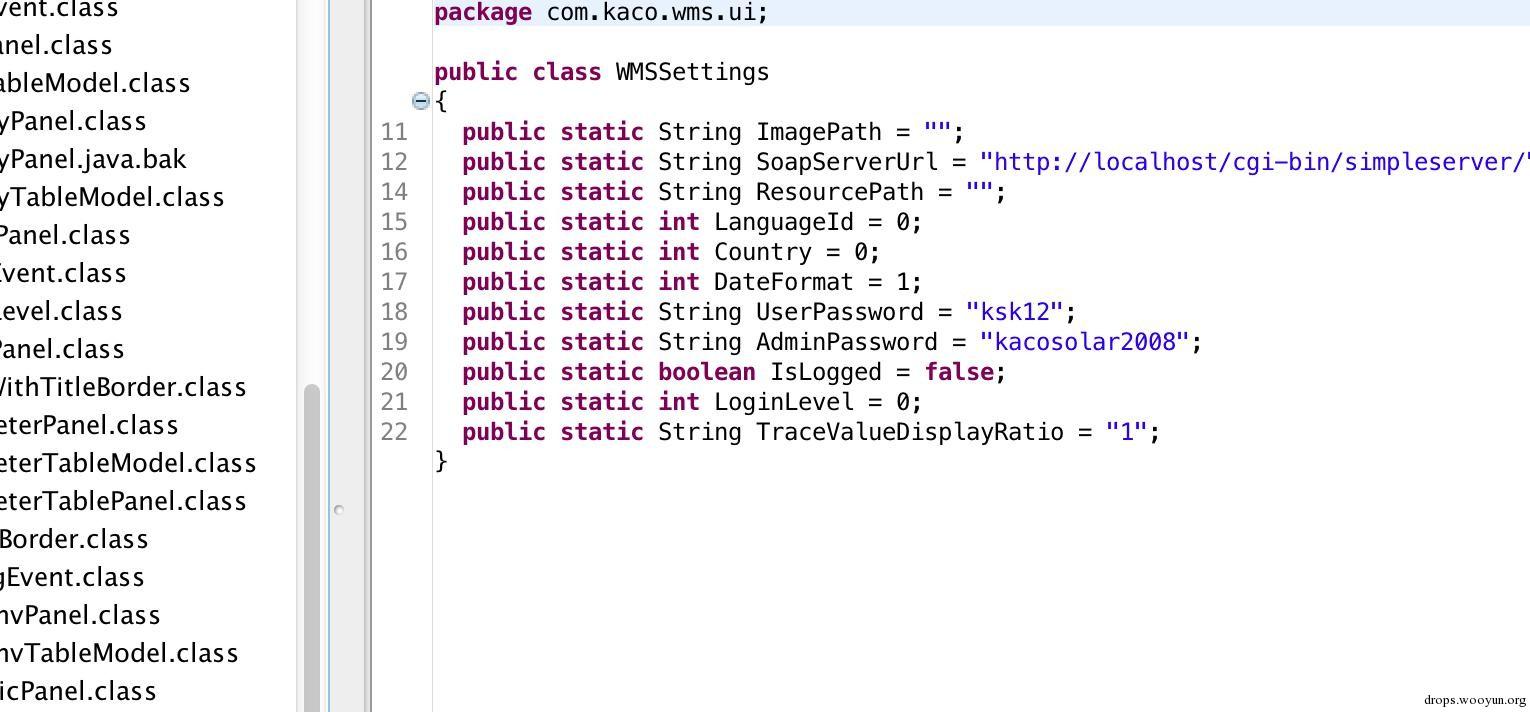 vent.class
anel.class
ableModel.class
yPanel.class
yPanel.java.bak
yTableModel.class
Panel.class
Event.class
Level.class
Panel.class
WithTitleBorder.class
eterPanel.class
eterTableModel.class
eterTablePanel.class
Border.class
gEvent.class
nvPanel.class
nvTableModel.class
icPanel.class
package com.kaco.wms.ui;
public class WMSSettings
{
11 public static String ImagePath = "";
12 public static String SoapServerUrl = "http://localhost/cgi-bin/simpleserver/"
14 public static String ResourcePath = "";
15 public static int LanguageId = 0;
16 public static int Country = 0;
17 public static int DateFormat = 1;
18 public static String UserPassword = "ksk12";
19 public static String AdminPassword = "kacosolar2008";
20 public static boolean IsLogged = false;
21 public static int LoginLevel = 0;
22 public static String TraceValueDisplayRatio = "1";
}
drops.wooyun.org